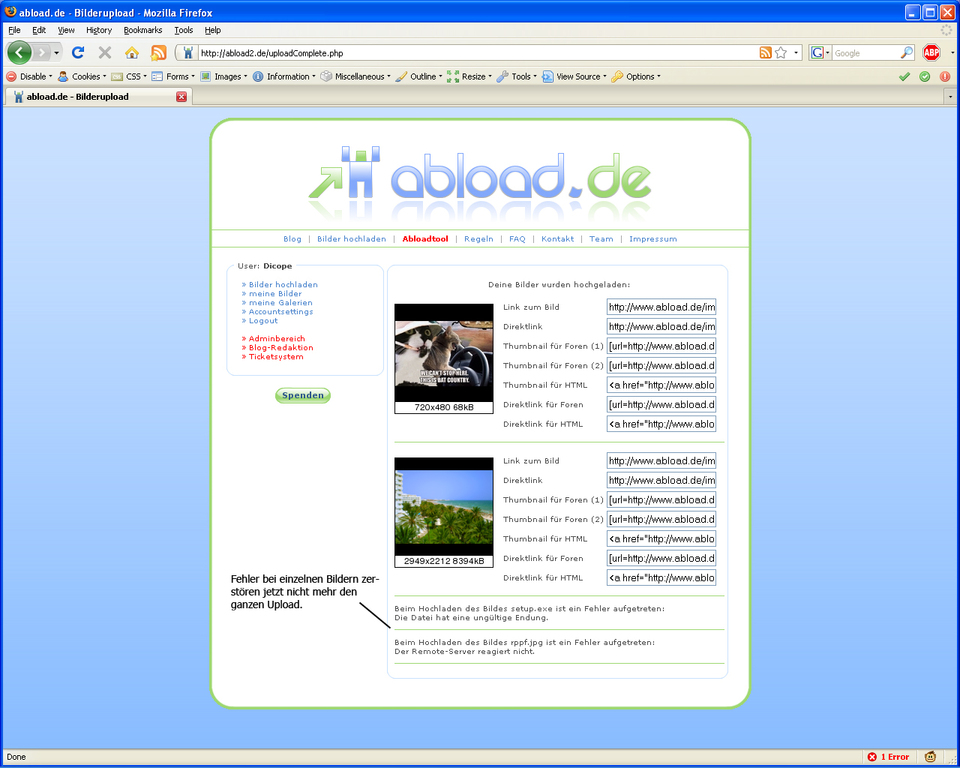 abload.de - Bilderupload - Mozilla Firefox
File Edit View History Bookmarks Tools Help
http://abload2.de/uploadComplete.php
G Google
ABP
Disable Cookies CSS Forms Images Information Miscellaneous Outline Resize Tools View Source Options
abload.de - Bilderupload
abload.de
Blog | Bilder hochladen | Abloadtool | Regeln | FAQ | Kontakt | Team | Impressum
User: Dicope
» Bilder hochladen
» meine Bilder
» meine Galerien
» Accountsettings
» Logout
» Adminbereich
» Blog-Redaktion
» Ticketsystem
Spenden
Deine Bilder wurden hochgeladen:
WE CAN'T STOP HERE,
THIS IS BAT COUNTRY.
720x480 68kB
Link zum Bild http://www.abload.de/im
Direktlink http://www.abload.de/im
Thumbnail für Foren (1) [url=http://www.abload.d
Thumbnail für Foren (2) [url=http://www.abload.d
Thumbnail für HTML <a href="http://www.ablo
Direktlink für Foren [url=http://www.abload.d
Direktlink für HTML <a href="http://www.ablo
2949x2212 8394kB
Link zum Bild http://www.abload.de/im
Direktlink http://www.abload.de/im
Thumbnail für Foren (1) [url=http://www.abload.d
Thumbnail für Foren (2) [url=http://www.abload.d
Thumbnail für HTML <a href="http://www.ablo
Direktlink für Foren [url=http://www.abload.d
Direktlink für HTML <a href="http://www.ablo
Fehler bei einzelnen Bildern zer-
stören jetzt nicht mehr den
ganzen Upload.
Beim Hochladen des Bildes setup.exe ist ein Fehler aufgetreten:
Die Datei hat eine ungültige Endung.
Beim Hochladen des Bildes rppf.jpg ist ein Fehler aufgetreten:
Der Remote-Server reagiert nicht.
Done
1 Error